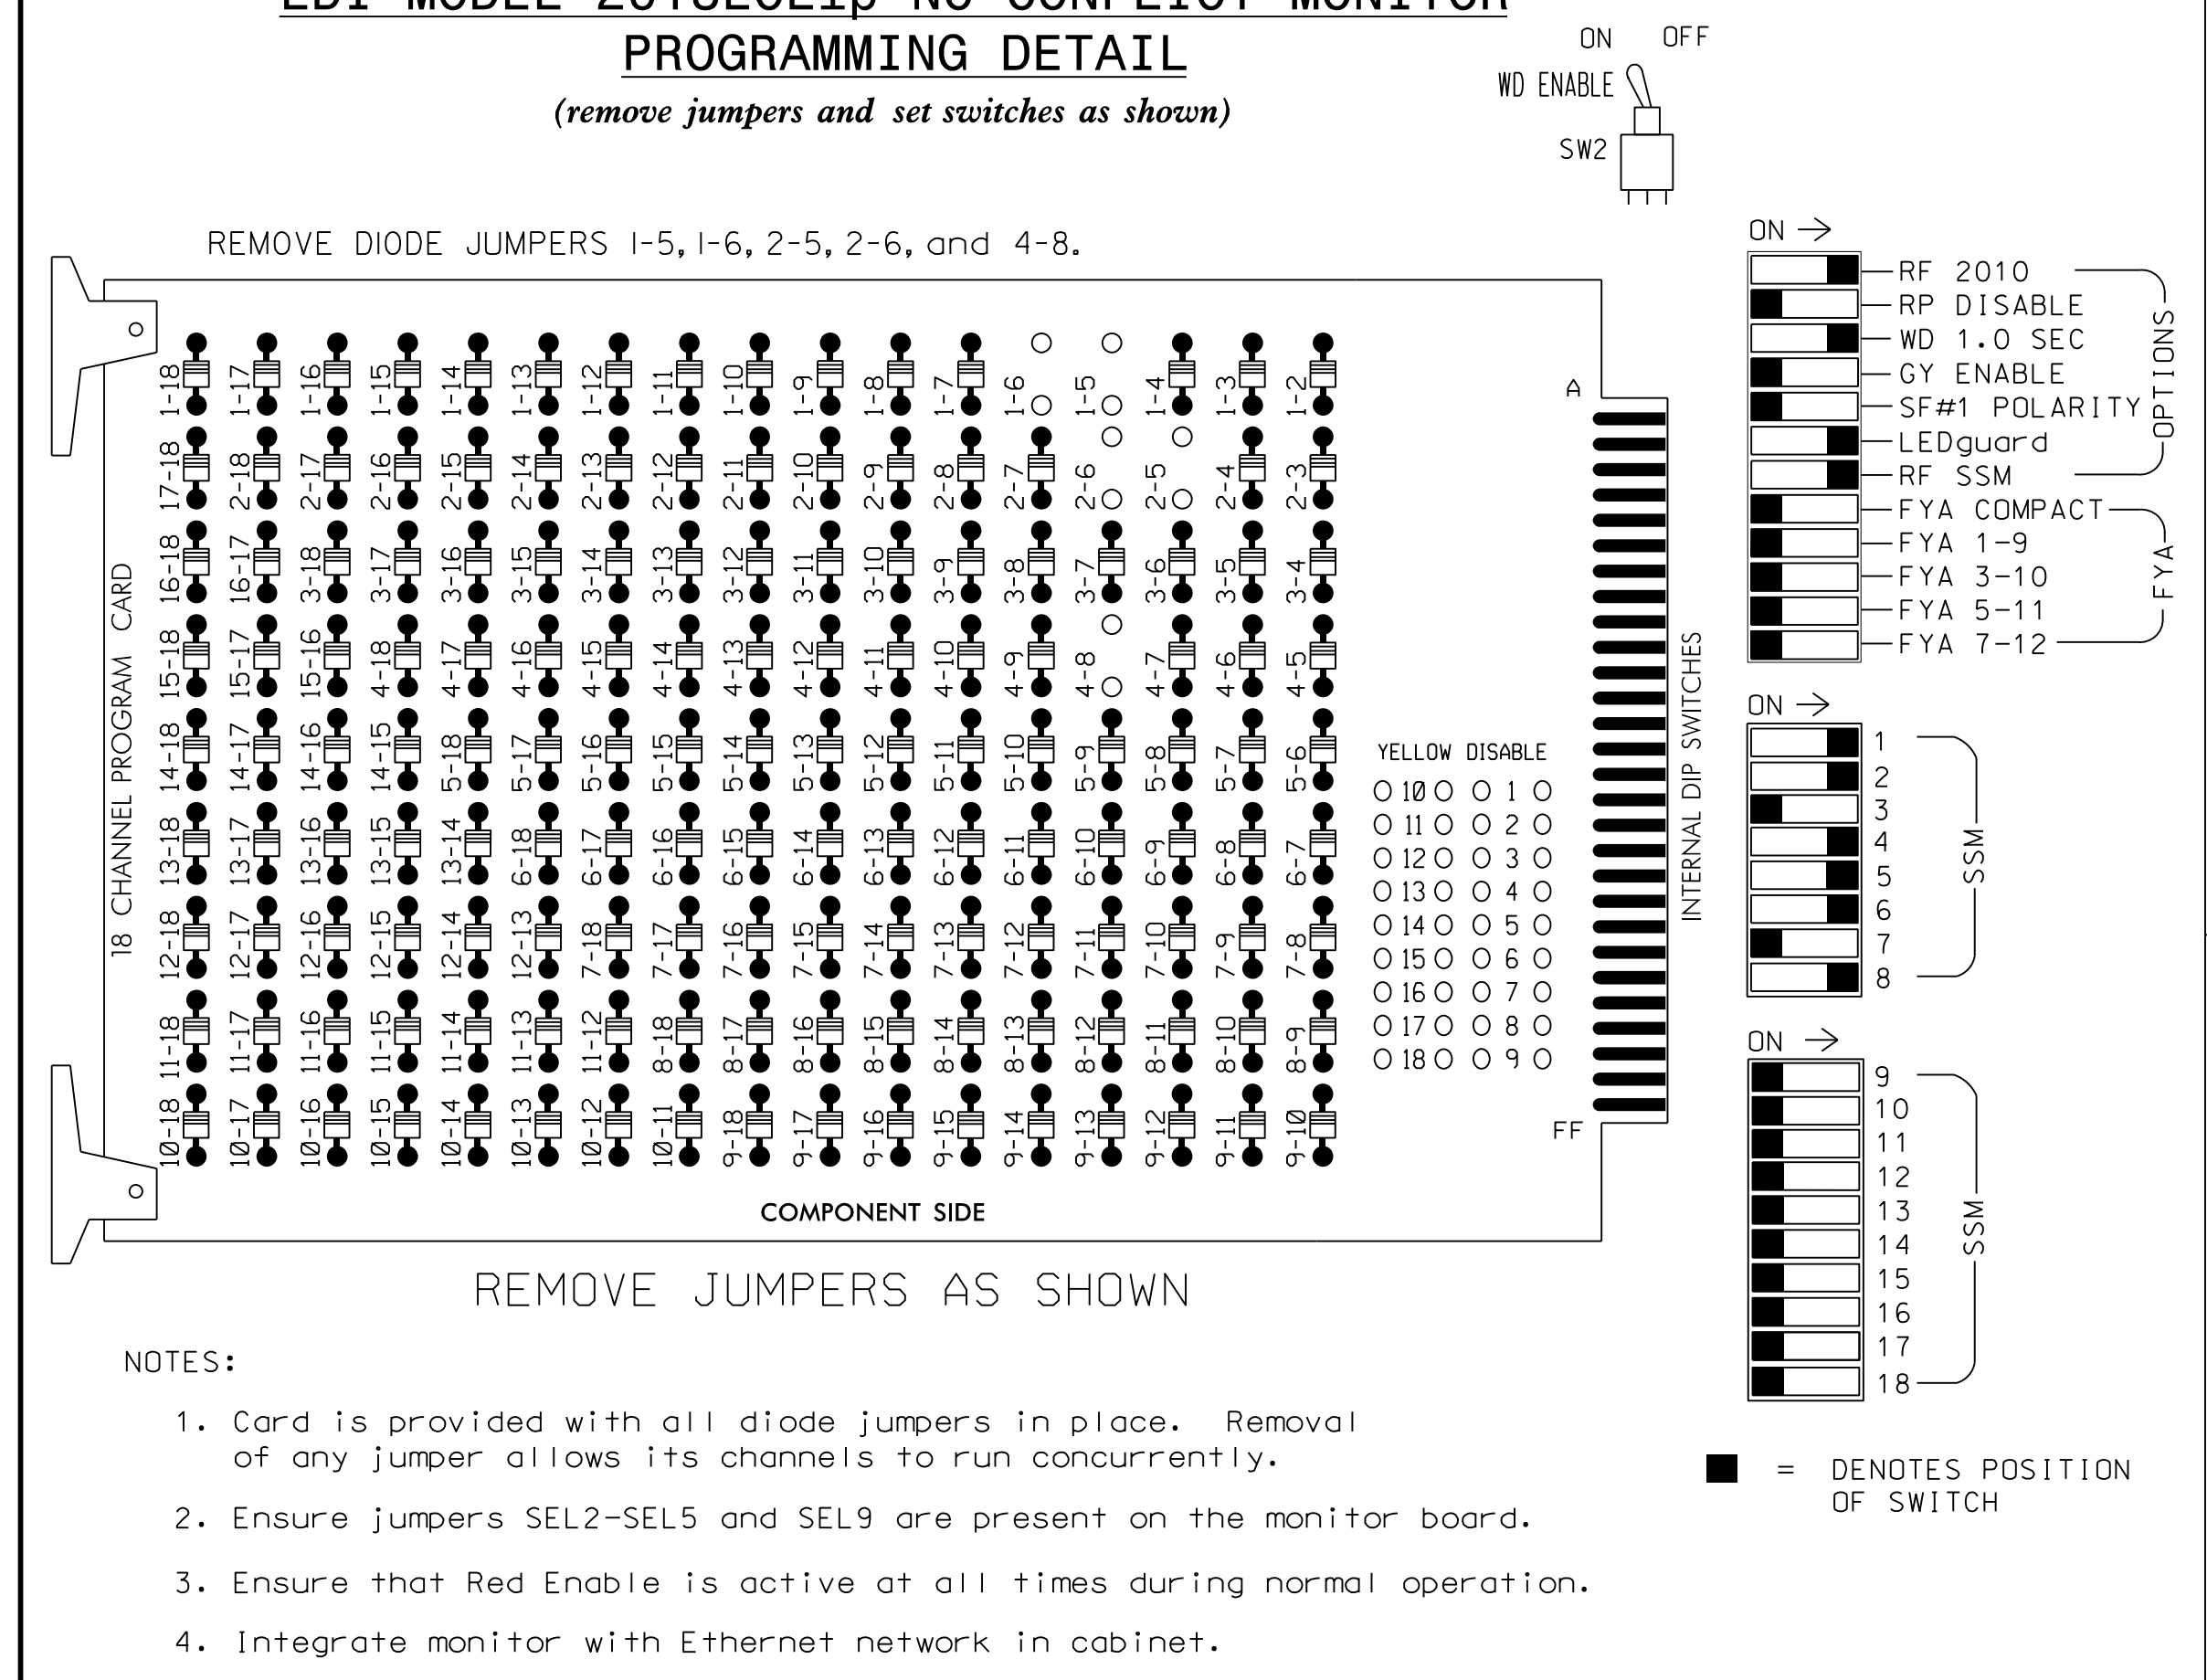 PROGRAMMING DETAIL
(remove jumpers and set switches as shown)
ON OFF
WD ENABLE
SW2
REMOVE DIODE JUMPERS 1-5, 1-6, 2-5, 2-6, and 4-8.
18 CHANNEL PROGRAM CARD
1-18 1-17 1-16 1-15 1-14 1-13 1-12 1-11 1-10 1-9 1-8 1-7 1-6 1-5 1-4 1-3 1-2
17-18 2-18 2-17 2-16 2-15 2-14 2-13 2-12 2-11 2-10 2-9 2-8 2-7 2-6 2-5 2-4 2-3
16-18 16-17 3-18 3-17 3-16 3-15 3-14 3-13 3-12 3-11 3-10 3-9 3-8 3-7 3-6 3-5 3-4
15-18 15-17 15-16 4-18 4-17 4-16 4-15 4-14 4-13 4-12 4-11 4-10 4-9 4-8 4-7 4-6 4-5
14-18 14-17 14-16 14-15 5-18 5-17 5-16 5-15 5-14 5-13 5-12 5-11 5-10 5-9 5-8 5-7 5-6
13-18 13-17 13-16 13-15 13-14 6-18 6-17 6-16 6-15 6-14 6-13 6-12 6-11 6-10 6-9 6-8 6-7
12-18 12-17 12-16 12-15 12-14 12-13 7-18 7-17 7-16 7-15 7-14 7-13 7-12 7-11 7-10 7-9 7-8
11-18 11-17 11-16 11-15 11-14 11-13 11-12 8-18 8-17 8-16 8-15 8-14 8-13 8-12 8-11 8-10 8-9
10-18 10-17 10-16 10-15 10-14 10-13 10-12 10-11 9-18 9-17 9-16 9-15 9-14 9-13 9-12 9-11 9-10
A
YELLOW DISABLE
10 1
11 2
12 3
13 4
14 5
15 6
16 7
17 8
18 9
FF
COMPONENT SIDE
INTERNAL DIP SWITCHES
ON
RF 2010
RP DISABLE
WD 1.0 SEC
GY ENABLE
SF#1 POLARITY
LEDguard
RF SSM
OPTIONS
FYA COMPACT
FYA 1-9
FYA 3-10
FYA 5-11
FYA 7-12
FYA
ON
1
2
3
4
5
6
7
8
SSM
ON
9
10
11
12
13
14
15
16
17
18
SSM
= DENOTES POSITION
OF SWITCH
REMOVE JUMPERS AS SHOWN
NOTES:
1. Card is provided with all diode jumpers in place. Removal
of any jumper allows its channels to run concurrently.
2. Ensure jumpers SEL2-SEL5 and SEL9 are present on the monitor board.
3. Ensure that Red Enable is active at all times during normal operation.
4. Integrate monitor with Ethernet network in cabinet.